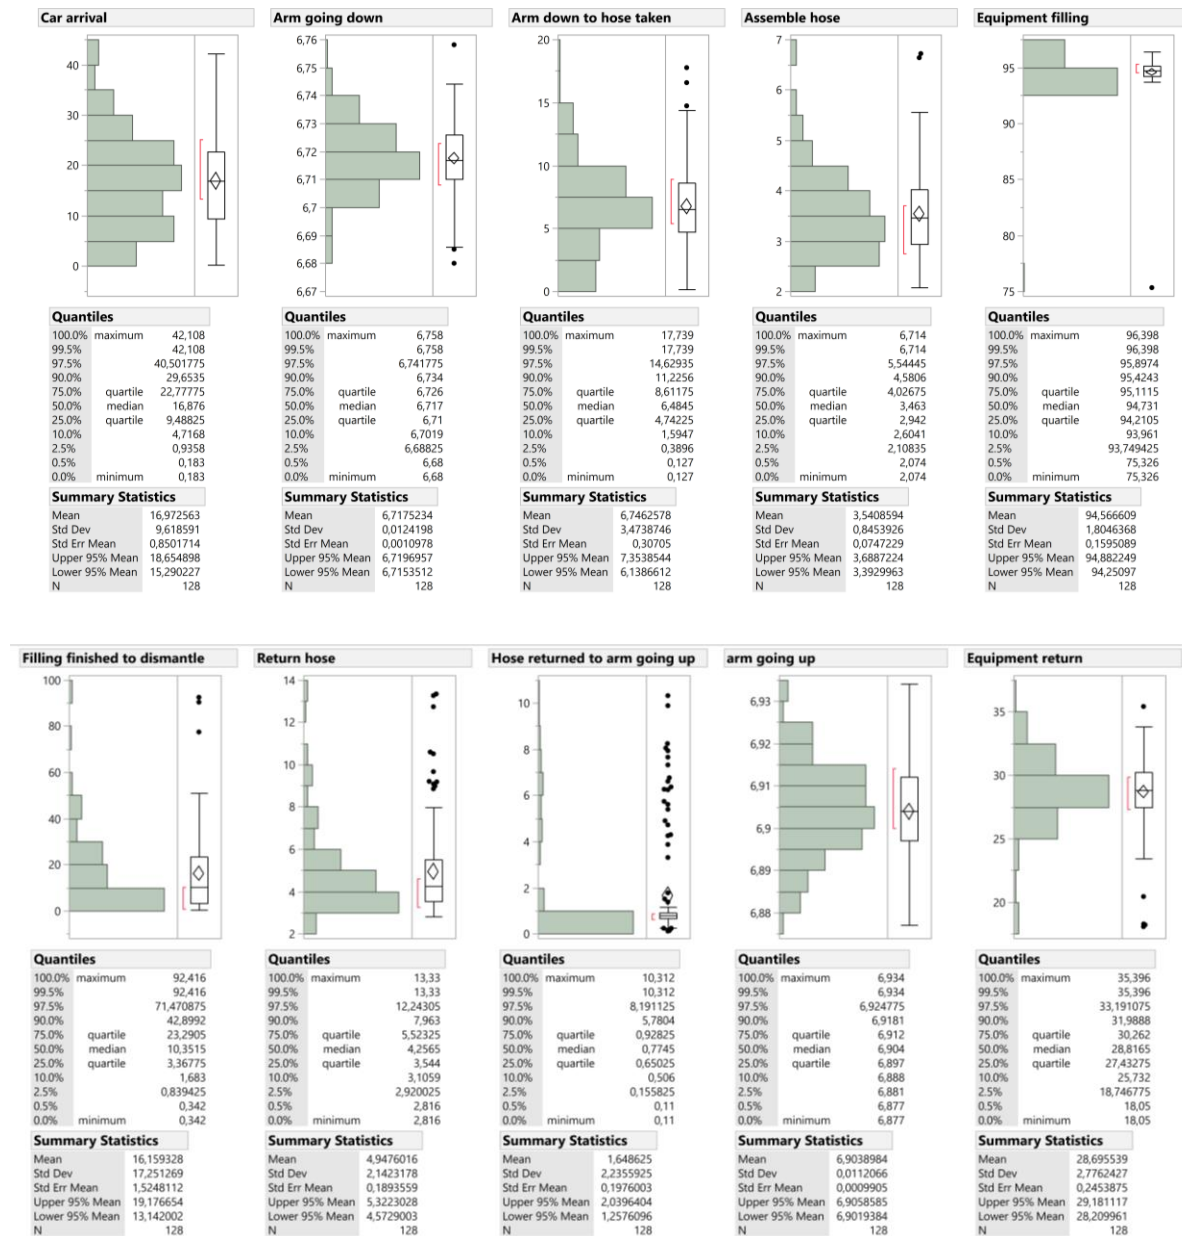 Car arrival
Arm going down
Arm down to hose taken
Assemble hose
Equipment filling
40
30
20
10
0
6,76
6,75
6,74
6,73
6,72
6,71
6,7
6,69
6,68
6,67
20
15
10
5
0
7
6
5
4
3
2
95
90
85
80
75
Quantiles
100.0% maximum 42,108
99.5% 42,108
97.5% 40,501775
90.0% 29,6535
75.0% quartile 22,77775
50.0% median 16,876
25.0% quartile 9,48825
10.0% 4,7168
2.5% 0,9358
0.5% 0,183
0.0% minimum 0,183
Summary Statistics
Mean 16,972563
Std Dev 9,618591
Std Err Mean 0,8501714
Upper 95% Mean 18,654898
Lower 95% Mean 15,290227
N 128
Quantiles
100.0% maximum 6,758
99.5% 6,758
97.5% 6,741775
90.0% 6,734
75.0% quartile 6,726
50.0% median 6,717
25.0% quartile 6,71
10.0% 6,7019
2.5% 6,68825
0.5% 6,68
0.0% minimum 6,68
Summary Statistics
Mean 6,7175234
Std Dev 0,0124198
Std Err Mean 0,0010978
Upper 95% Mean 6,7196957
Lower 95% Mean 6,7153512
N 128
Quantiles
100.0% maximum 17,739
99.5% 17,739
97.5% 14,62935
90.0% 11,2256
75.0% quartile 8,61175
50.0% median 6,4845
25.0% quartile 4,74225
10.0% 1,5947
2.5% 0,3896
0.5% 0,127
0.0% minimum 0,127
Summary Statistics
Mean 6,7462578
Std Dev 3,4738746
Std Err Mean 0,30705
Upper 95% Mean 7,3538544
Lower 95% Mean 6,1386612
N 128
Quantiles
100.0% maximum 6,714
99.5% 6,714
97.5% 5,54445
90.0% 4,5806
75.0% quartile 4,02675
50.0% median 3,463
25.0% quartile 2,942
10.0% 2,6041
2.5% 2,10835
0.5% 2,074
0.0% minimum 2,074
Summary Statistics
Mean 3,5408594
Std Dev 0,8453926
Std Err Mean 0,0747229
Upper 95% Mean 3,6887224
Lower 95% Mean 3,3929963
N 128
Quantiles
100.0% maximum 96,398
99.5% 96,398
97.5% 95,8974
90.0% 95,4243
75.0% quartile 95,1115
50.0% median 94,731
25.0% quartile 94,2105
10.0% 93,961
2.5% 93,749425
0.5% 75,326
0.0% minimum 75,326
Summary Statistics
Mean 94,566609
Std Dev 1,8046368
Std Err Mean 0,1595089
Upper 95% Mean 94,882249
Lower 95% Mean 94,25097
N 128
Filling finished to dismantle
Return hose
Hose returned to arm going up
arm going up
Equipment return
100
80
60
40
20
0
14
12
10
8
6
4
2
10
8
6
4
2
0
6,93
6,92
6,91
6,9
6,89
6,88
35
30
25
20
Quantiles
100.0% maximum 92,416
99.5% 92,416
97.5% 71,470875
90.0% 42,8992
75.0% quartile 23,2905
50.0% median 10,3515
25.0% quartile 3,36775
10.0% 1,683
2.5% 0,839425
0.5% 0,342
0.0% minimum 0,342
Summary Statistics
Mean 16,159328
Std Dev 17,251269
Std Err Mean 1,5248112
Upper 95% Mean 19,176654
Lower 95% Mean 13,142002
N 128
Quantiles
100.0% maximum 13,33
99.5% 13,33
97.5% 12,24305
90.0% 7,963
75.0% quartile 5,52325
50.0% median 4,2565
25.0% quartile 3,544
10.0% 3,1059
2.5% 2,920025
0.5% 2,816
0.0% minimum 2,816
Summary Statistics
Mean 4,9476016
Std Dev 2,1423178
Std Err Mean 0,1893559
Upper 95% Mean 5,3223028
Lower 95% Mean 4,5729003
N 128
Quantiles
100.0% maximum 10,312
99.5% 10,312
97.5% 8,191125
90.0% 5,7804
75.0% quartile 0,92825
50.0% median 0,7745
25.0% quartile 0,65025
10.0% 0,506
2.5% 0,155825
0.5% 0,11
0.0% minimum 0,11
Summary Statistics
Mean 1,648625
Std Dev 2,2355925
Std Err Mean 0,1976003
Upper 95% Mean 2,0396404
Lower 95% Mean 1,2576096
N 128
Quantiles
100.0% maximum 6,934
99.5% 6,934
97.5% 6,924775
90.0% 6,9181
75.0% quartile 6,912
50.0% median 6,904
25.0% quartile 6,897
10.0% 6,888
2.5% 6,881
0.5% 6,877
0.0% minimum 6,877
Summary Statistics
Mean 6,9038984
Std Dev 0,0112066
Std Err Mean 0,0009905
Upper 95% Mean 6,9058585
Lower 95% Mean 6,9019384
N 128
Quantiles
100.0% maximum 35,396
99.5% 35,396
97.5% 33,191075
90.0% 31,9888
75.0% quartile 30,262
50.0% median 28,8165
25.0% quartile 27,43275
10.0% 25,732
2.5% 18,746775
0.5% 18,05
0.0% minimum 18,05
Summary Statistics
Mean 28,695539
Std Dev 2,7762427
Std Err Mean 0,2453875
Upper 95% Mean 29,181117
Lower 95% Mean 28,209961
N 128